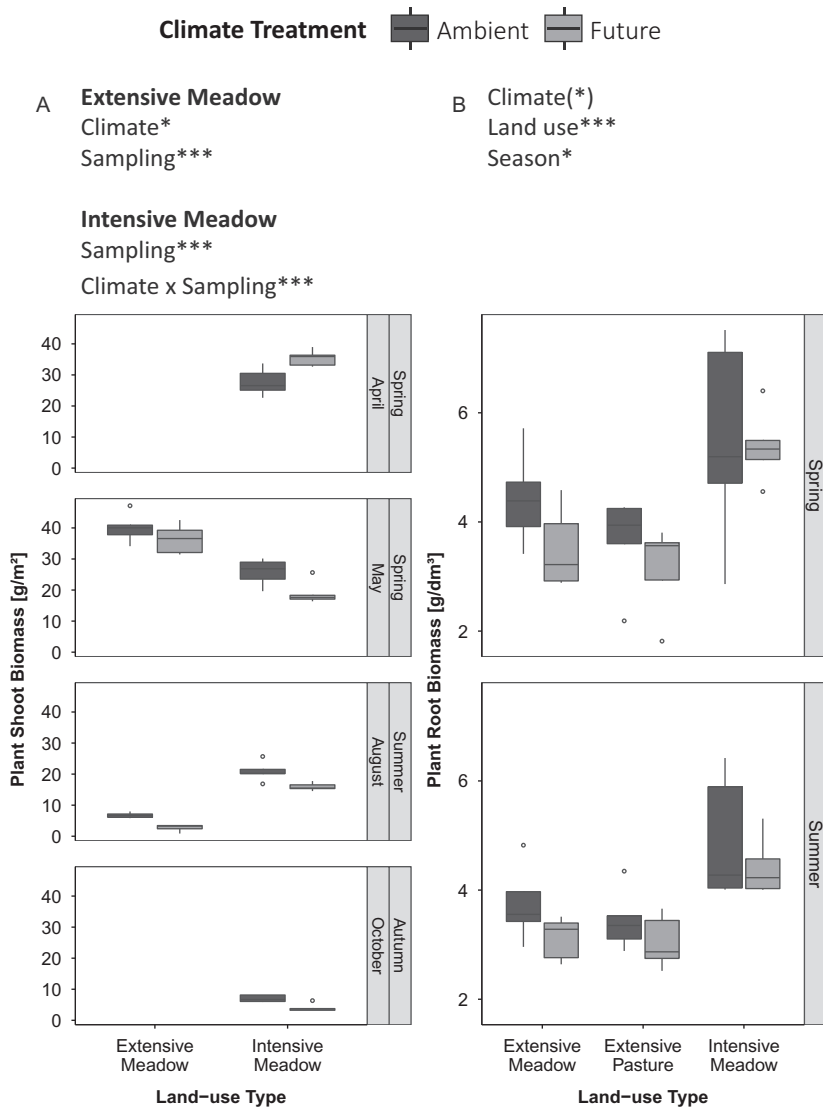 Climate Treatment Ambient Future
A
Extensive Meadow
Climate*
Sampling***
Intensive Meadow
Sampling***
Climate x Sampling***
Plant Shoot Biomass [g/m²]
40
30
20
10
0
Spring
April
40
30
20
10
0
Spring
May
40
30
20
10
0
Summer
August
40
30
20
10
0
Autumn
October
Extensive
Meadow
Intensive
Meadow
Land-use Type
B
Climate(*)
Land use***
Season*
Plant Root Biomass [g/dm³]
6
4
2
Spring
6
4
2
Summer
Extensive
Meadow
Extensive
Pasture
Intensive
Meadow
Land-use Type